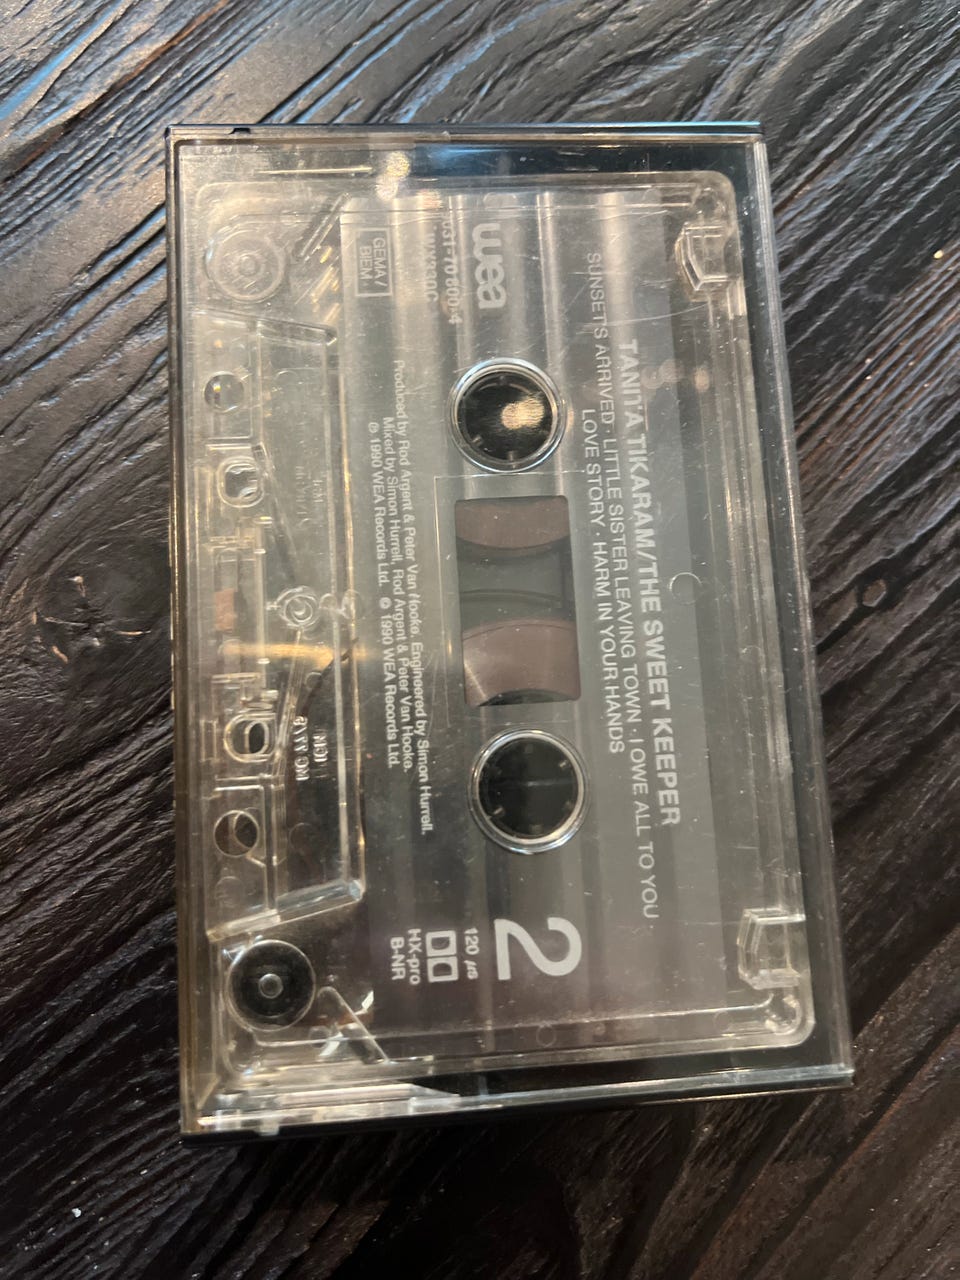 TANITA TIKARAM/THE SWEET KEEPER
SUNSETS ARRIVED · LITTLE SISTER LEAVING TOWN · I OWE ALL TO YOU ·
LOVE STORY · HARM IN YOUR HANDS
wea
WX330C
GEMA/
BIEM
2
120 µs
HX-pro
B-NR
Produced by Rod Argent & Peter Van Hooke. Engineered by Simon Hurrell.
Mixed by Simon Hurrell, Rod Argent & Peter Van Hooke.
℗ 1990 WEA Records Ltd. © 1990 WEA Records Ltd.